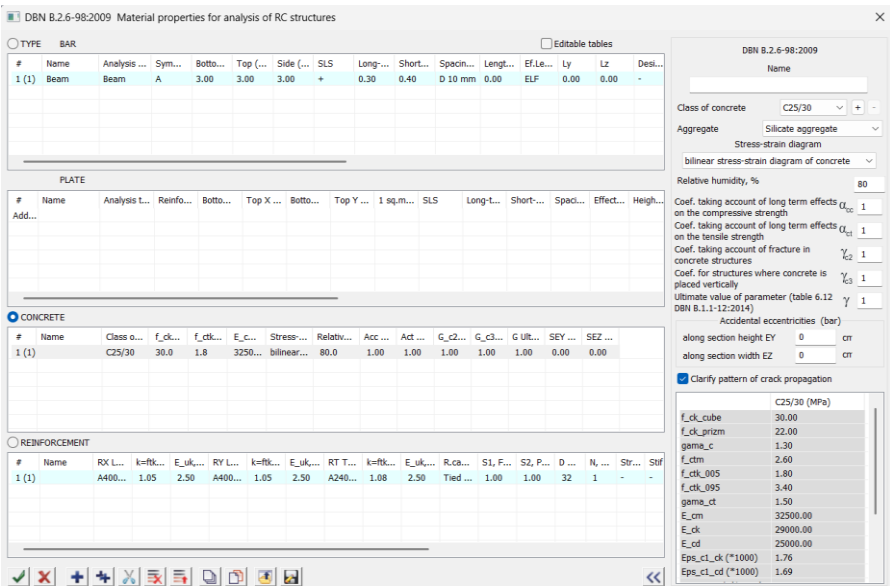 DBN B.2.6-98:2009 Material properties for analysis of RC structures
TYPE BAR Editable tables
# Name Analysis ... Sym... Botto... Top (... Side (... SLS Long-... Short... Spacin... Lengt... Ef.Le... Ly Lz Desi...
1 (1) Beam Beam A 3.00 3.00 3.00 + 0.30 0.40 D 10 mm 0.00 ELF 0.00 0.00 -
PLATE
# Name Analysis t... Reinfo... Botto... Top X ... Botto... Top Y ... 1 sq.m... SLS Long-t... Short-... Spaci... Effect... Heigh...
Add...
CONCRETE
# Name Class o... f_ck... f_ctk... E_c... Stress-... Relativ... Acc ... Act ... G_c2... G_c3... G Ult... SEY ... SEZ ...
1 (1) C25/30 30.0 1.8 3250... bilinear... 80.0 1.00 1.00 1.00 1.00 1.00 0.00 0.00
REINFORCEMENT
# Name RX L... k=ftk... E_uk,... RY L... k=ftk... E_uk,... RT T... k=ftk... E_uk,... R.ca... S1, F... S2, P... D ... N, ... Str... Stif
1 (1) A400... 1.05 2.50 A400... 1.05 2.50 A240... 1.08 2.50 Tied ... 1.00 1.00 32 1 - -
DBN B.2.6-98:2009
Name
Class of concrete C25/30 + -
Aggregate Silicate aggregate
Stress-strain diagram
bilinear stress-strain diagram of concrete
Relative humidity, % 80
Coef. taking account of long term effects on the compressive strength αcc 1
Coef. taking account of long term effects on the tensile strength αct 1
Coef. taking account of fracture in concrete structures γc2 1
Coef. for structures where concrete is placed vertically γc3 1
Ultimate value of parameter (table 6.12 DBN B.1.1-12:2014) γ 1
Accidental eccentricities (bar)
along section height EY 0 cm
along section width EZ 0 cm
Clarify pattern of crack propagation
C25/30 (MPa)
f_ck_cube 30.00
f_ck_prizm 22.00
gama_c 1.30
f_ctm 2.60
f_ctk_005 1.80
f_ctk_095 3.40
gama_ct 1.50
E_cm 32500.00
E_ck 29000.00
E_cd 25000.00
Eps_c1_ck (*1000) 1.76
Eps_c1_cd (*1000) 1.69